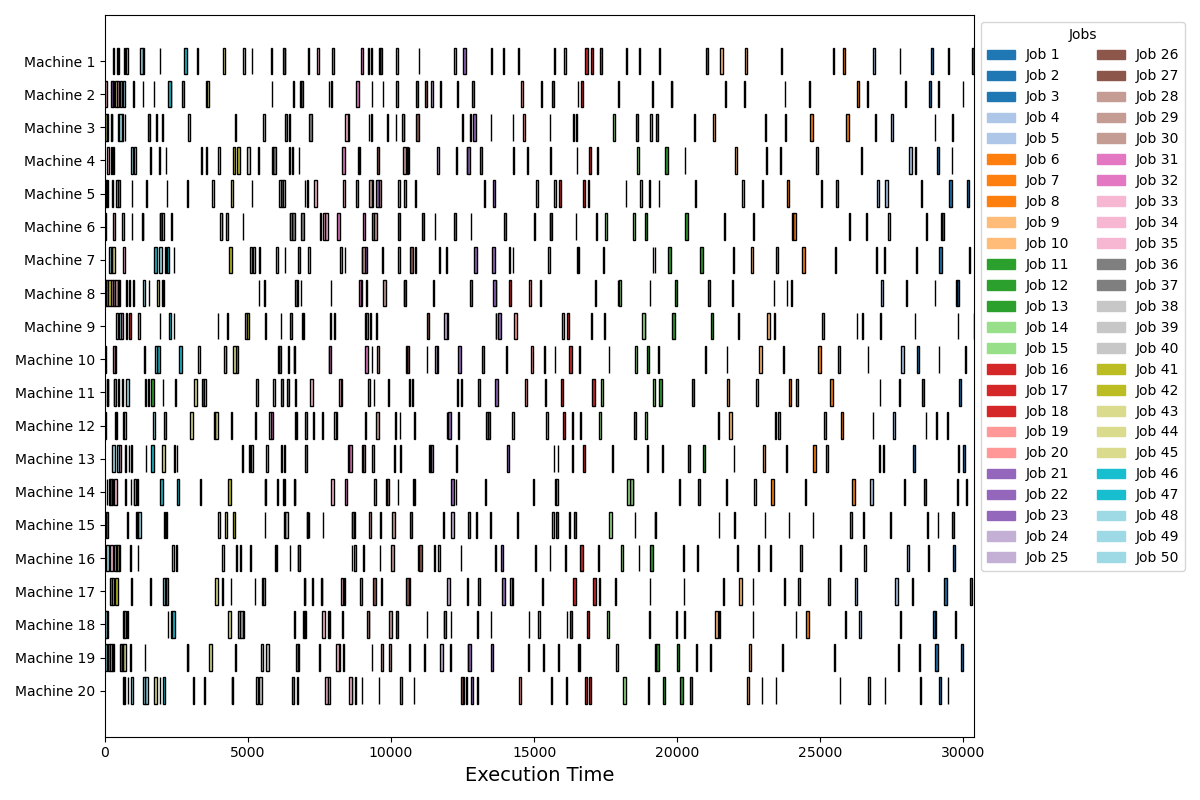 Machine 1
Machine 2
Machine 3
Machine 4
Machine 5
Machine 6
Machine 7
Machine 8
Machine 9
Machine 10
Machine 11
Machine 12
Machine 13
Machine 14
Machine 15
Machine 16
Machine 17
Machine 18
Machine 19
Machine 20
0 5000 10000 15000 20000 25000 30000
Execution Time
Jobs
Job 1 Job 26
Job 2 Job 27
Job 3 Job 28
Job 4 Job 29
Job 5 Job 30
Job 6 Job 31
Job 7 Job 32
Job 8 Job 33
Job 9 Job 34
Job 10 Job 35
Job 11 Job 36
Job 12 Job 37
Job 13 Job 38
Job 14 Job 39
Job 15 Job 40
Job 16 Job 41
Job 17 Job 42
Job 18 Job 43
Job 19 Job 44
Job 20 Job 45
Job 21 Job 46
Job 22 Job 47
Job 23 Job 48
Job 24 Job 49
Job 25 Job 50